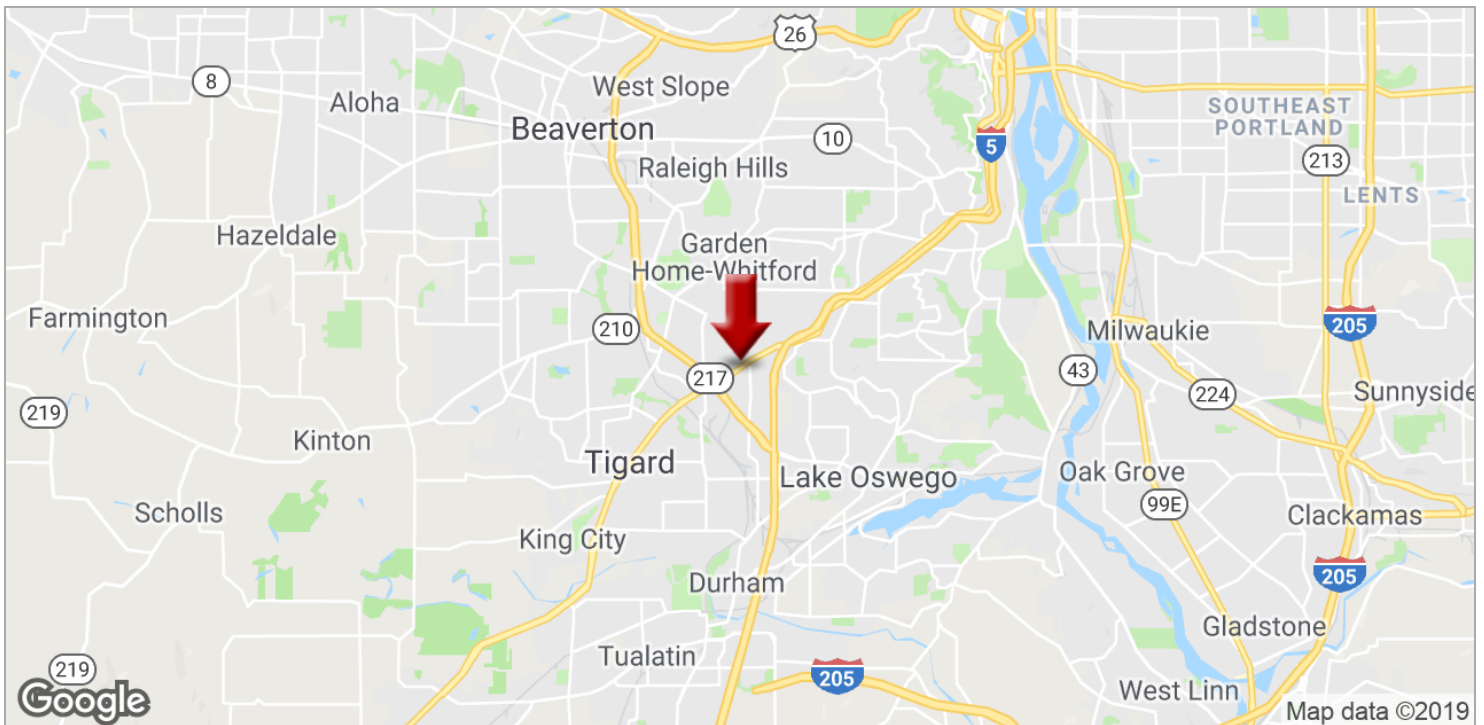 26
8
West Slope
Aloha
SOUTHEAST
PORTLAND
Beaverton
10
5
213
Raleigh Hills
LENTS
Hazeldale
Garden
Home-Whitford
Farmington
210
Milwaukie
205
217
43
224
Sunnyside
219
Kinton
Tigard
Lake Oswego
Oak Grove
99E
Scholls
Clackamas
King City
Durham
205
Gladstone
Tualatin
219
205
West Linn
Google
Map data ©2019